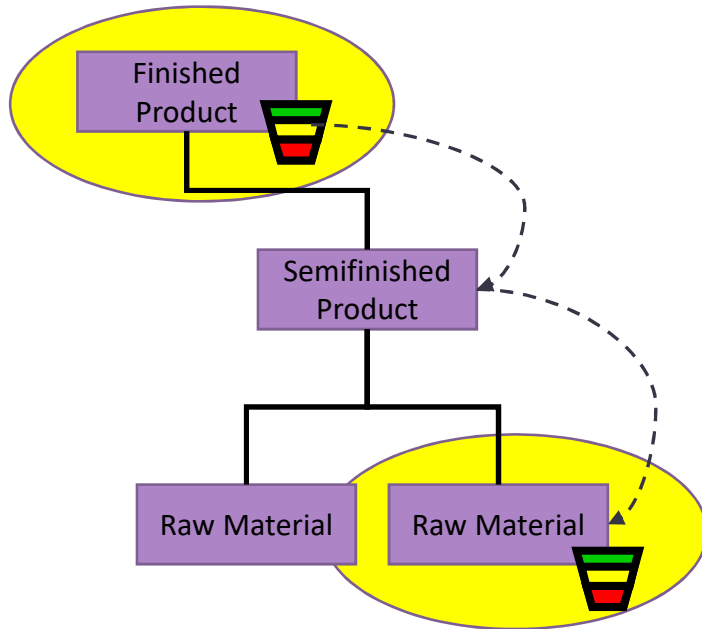 Finished
Product
Semifinished
Product
Raw Material
Raw Material